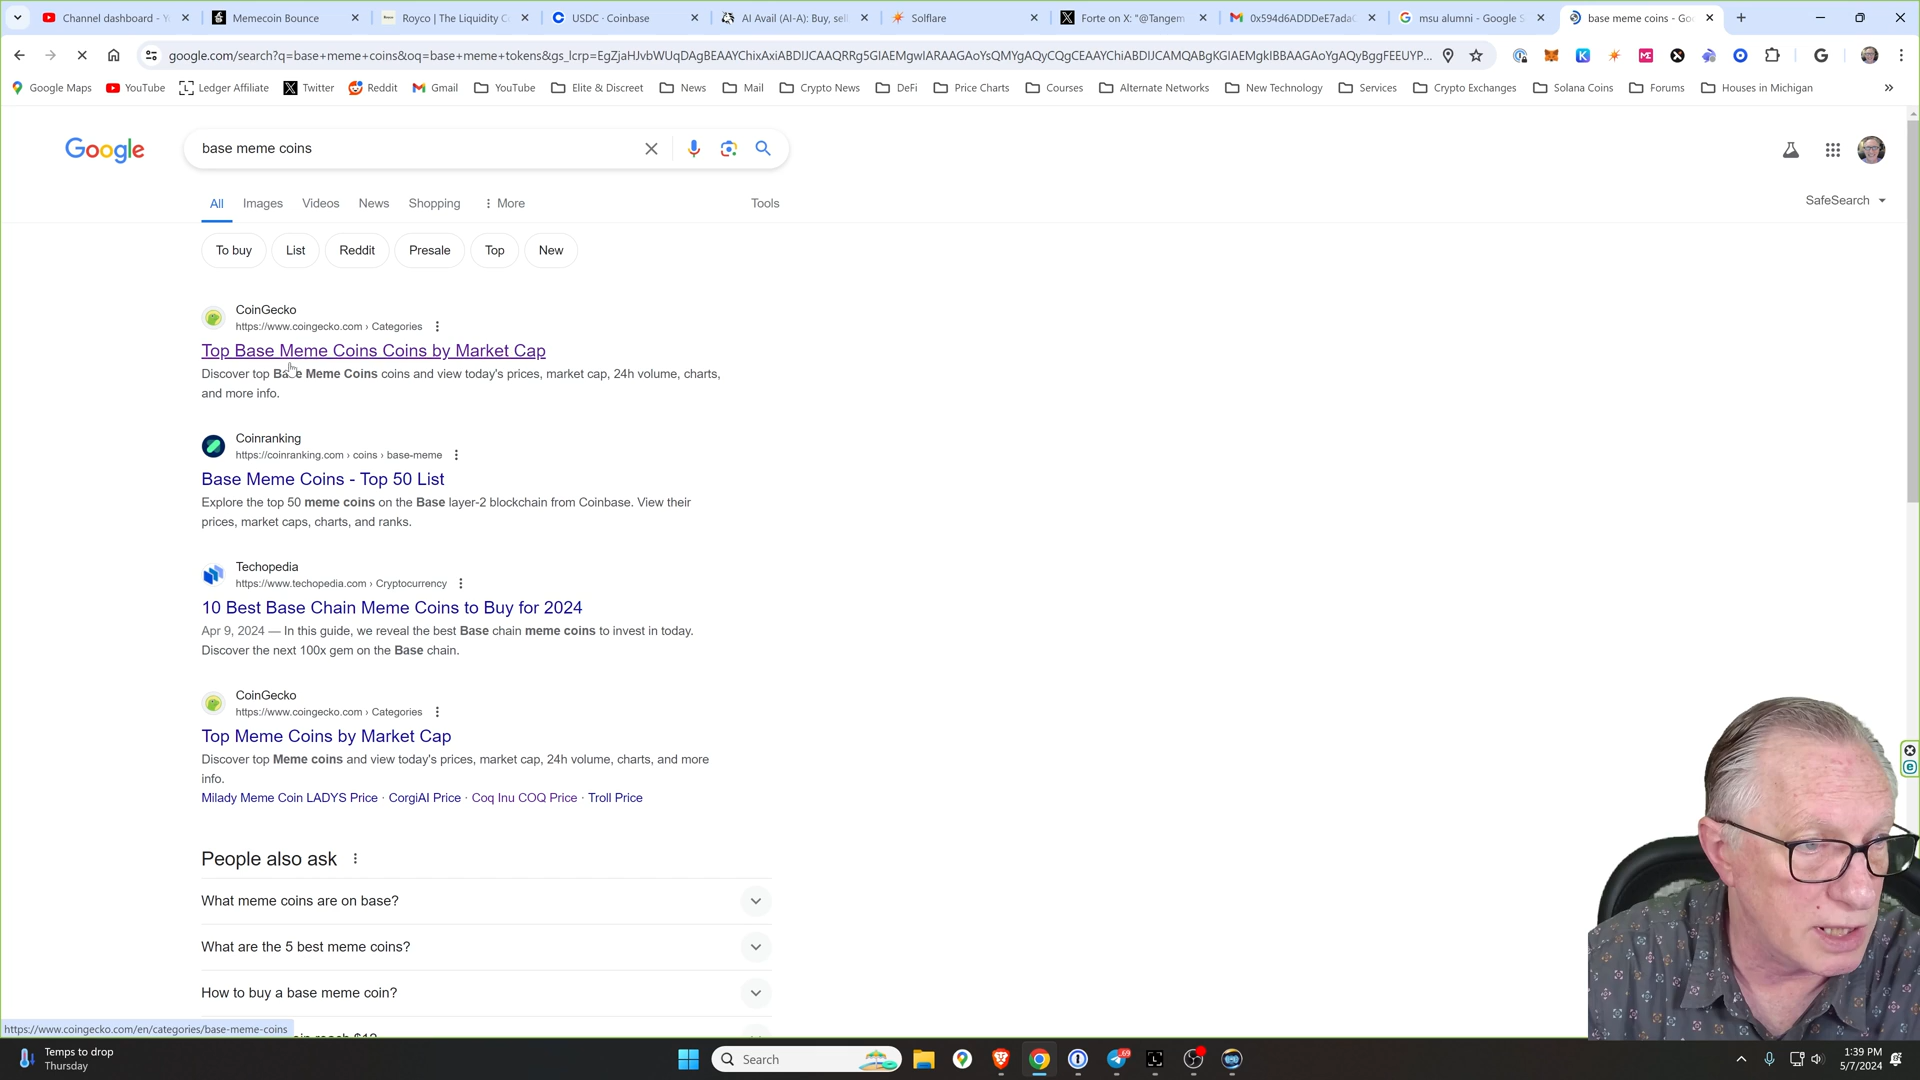 Channel dashboard - Y
Memecoin Bounce
Royco | The Liquidity C
USDC - Coinbase
AI Avail (AI-A): Buy, sel
Solflare
Forte on X: "@Tangem
0x594d6ADDDeE7ada
msu alumni - Google S
base meme coins - Go
google.com/search?q=base+meme+coins&oq=base+meme+tokens&gs_lcrp=
Google Maps
YouTube
Ledger Affiliate
Twitter
Reddit
Gmail
YouTube
Elite & Discreet
News
Mail
Crypto News
DeFi
Price Charts
Courses
Alternate Networks
New Technology
Services
Crypto Exchanges
Solana Coins
Forums
Houses in Michigan
Google
base meme coins
All
Images
Videos
News
Shopping
More
Tools
SafeSearch
To buy
List
Reddit
Presale
Top
New
CoinGecko
https://www.coingecko.com › Categories
Top Base Meme Coins Coins by Market Cap
Discover top Base Meme Coins coins and view today's prices, market cap, 24h volume, charts,
and more info.
Coinranking
https://coinranking.com › coins › base-meme
Base Meme Coins - Top 50 List
Explore the top 50 meme coins on the Base layer-2 blockchain from Coinbase. View their
prices, market caps, charts, and ranks.
Techopedia
https://www.techopedia.com › Cryptocurrency
10 Best Base Chain Meme Coins to Buy for 2024
Apr 9, 2024 — In this guide, we reveal the best Base chain meme coins to invest in today.
Discover the next 100x gem on the Base chain.
CoinGecko
https://www.coingecko.com › Categories
Top Meme Coins by Market Cap
Discover top Meme coins and view today's prices, market cap, 24h volume, charts, and more
info.
Milady Meme Coin LADYS Price · CorgiAI Price · Coq Inu COQ Price · Troll Price
People also ask
What meme coins are on base?
What are the 5 best meme coins?
How to buy a base meme coin?
https://www.coingecko.com/en/categories/base-meme-coins
Temps to drop
Thursday
Search
69
1:39 PM
5/7/2024